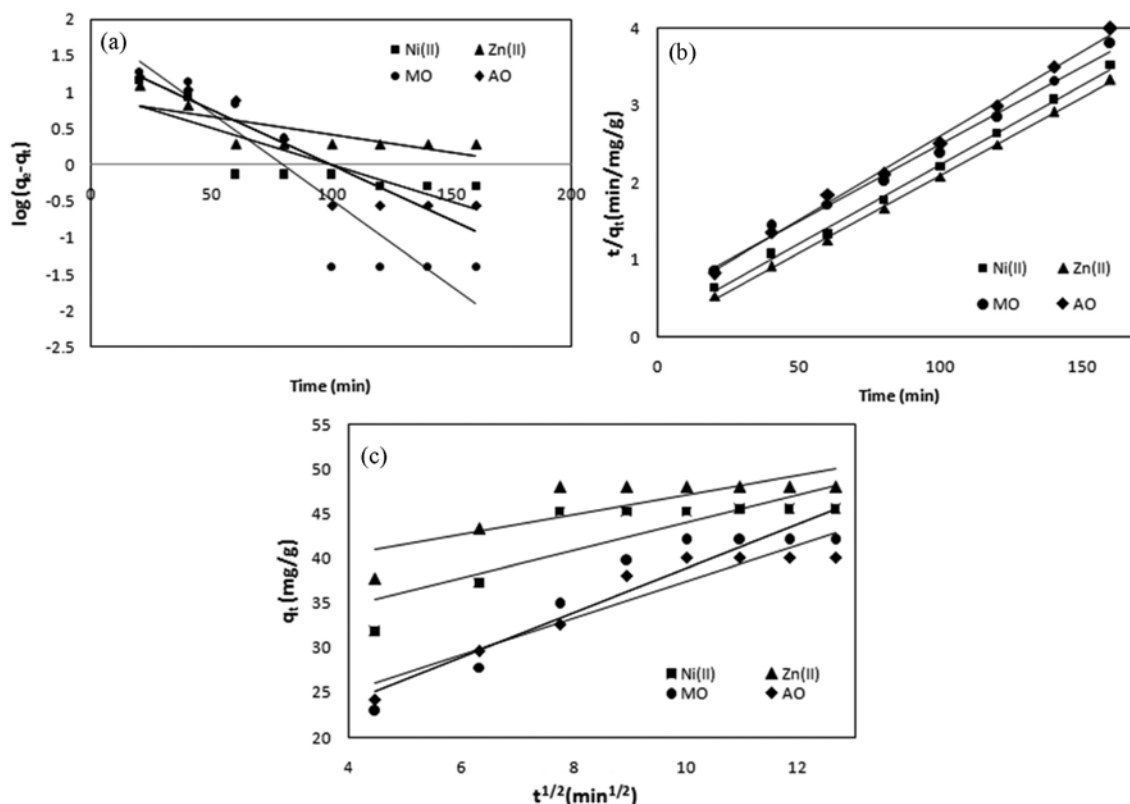 (a)
Ni(II) Zn(II)
MO AO
2
1.5
1
0.5
0
-0.5
-1
-1.5
-2
-2.5
0 50 100 150 200
log (qₑ-qₜ)
Time (min)
(b)
4
3
2
1
0
0 50 100 150
Ni(II) Zn(II)
MO AO
t/qₜ(min/mg/g)
Time (min)
(c)
55
50
45
40
35
30
25
20
4 6 8 10 12
Ni(II) Zn(II)
MO AO
qₜ (mg/g)
t¹/²(min¹/²)